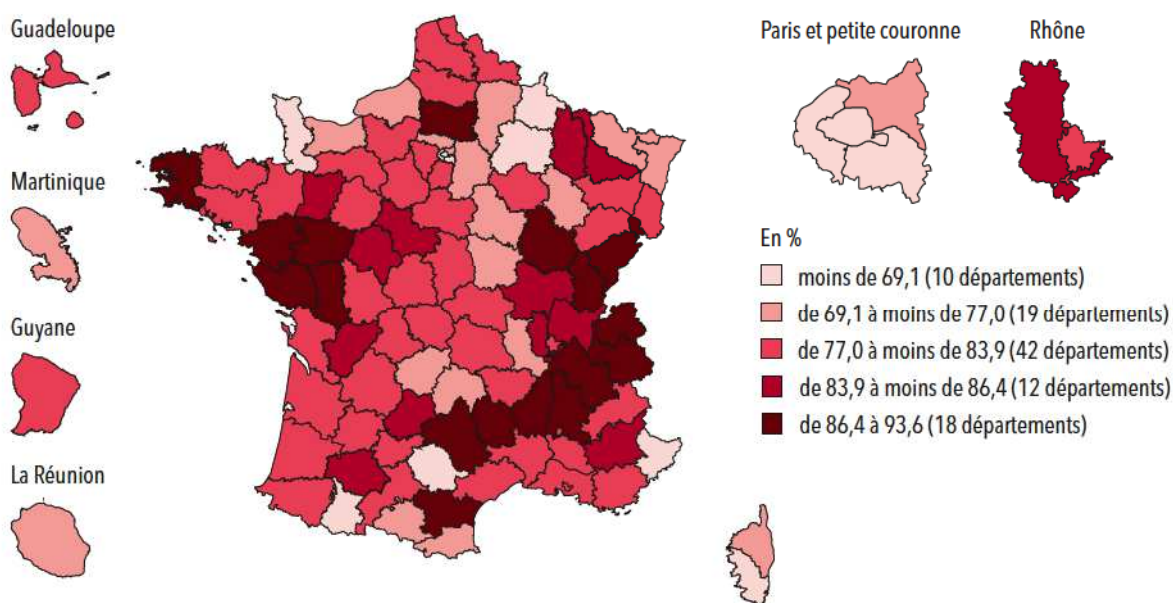 Guadeloupe
Martinique
Guyane
La Réunion
Paris et petite couronne
Rhône
En %
moins de 69,1 (10 départements)
de 69,1 à moins de 77,0 (19 départements)
de 77,0 à moins de 83,9 (42 départements)
de 83,9 à moins de 86,4 (12 départements)
de 86,4 à 93,6 (18 départements)